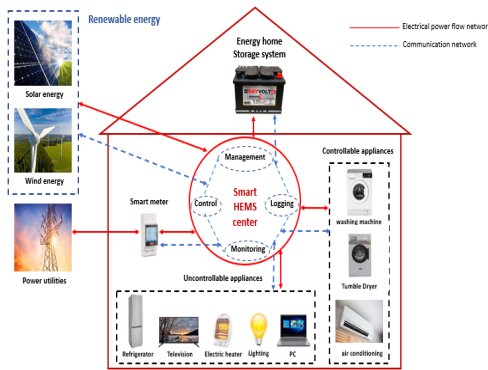 Renewable energy
Electrical power flow networ
Communication network
Energy home
Storage system
RAYVOLT
Solar energy
Wind energy
Power utilities
Smart meter
Management
Control
Smart
HEMS
center
Logging
Monitoring
Controllable appliances
washing machine
Tumble Dryer
air conditioning
Uncontrollable appliances
Refrigerator
Television
Electric heater
Lighting
PC